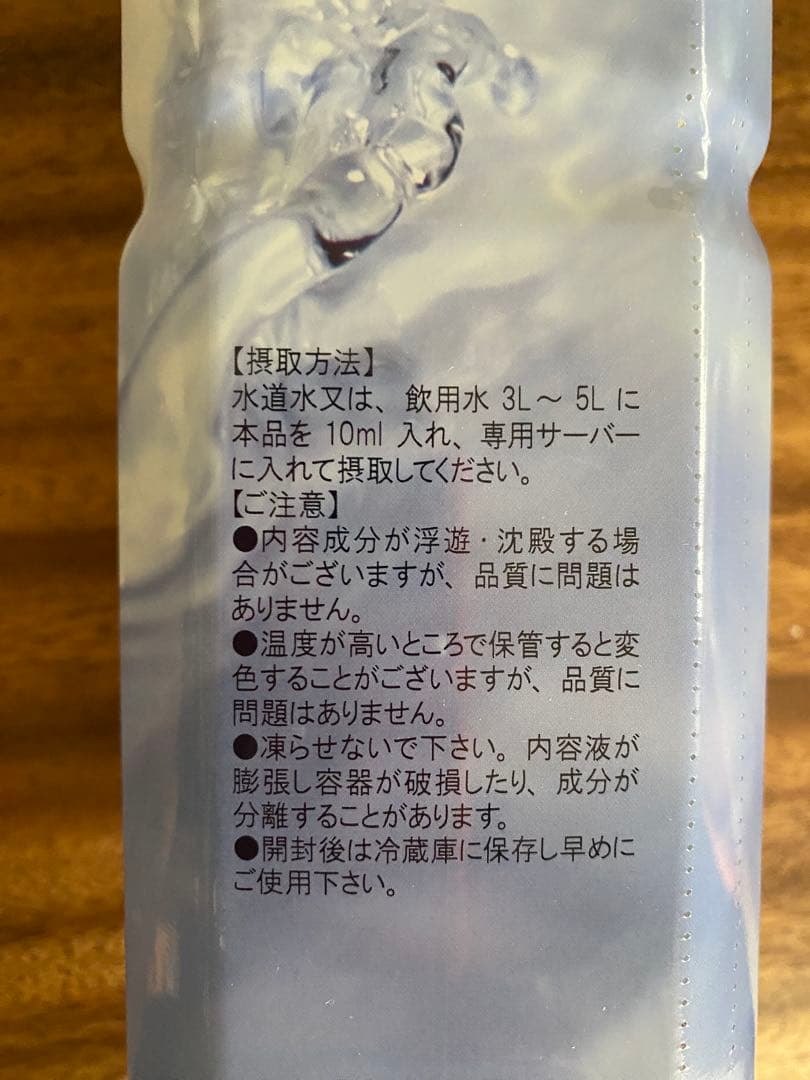 【摂取方法】
水道水又は、飲用水 3L～ 5L に
本品を 10ml 入れ、専用サーバー
に入れて摂取してください。
【ご注意】
●内容成分が浮遊・沈殿する場
合がございますが、品質に問題は
ありません。
●温度が高いところで保管すると変
色することがございますが、品質に
問題はありません。
●凍らせないで下さい。内容液が
膨張し容器が破損したり、成分が
分離することがあります。
●開封後は冷蔵庫に保存し早めに
ご使用下さい。